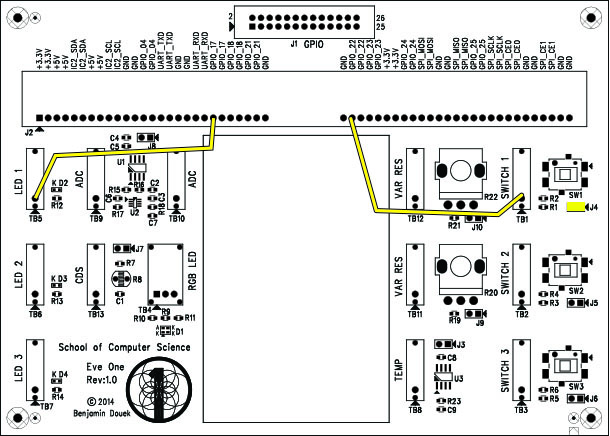 2 26
1 25
J1 GPIO
+3.3V
+3.3V
+5V
+5V
IC2_SDA
IC2_SDA
+5V
+5V
IC2_SCL
IC2_SCL
GND
GND
GPIO_04
GPIO_04
UART_TXD
UART_TXD
GND
GND
UART_RXD
UART_RXD
GPIO_17
GPIO_17
GPIO_18
GPIO_18
GPIO_21
GPIO_21
GND
GND
GPIO_22
GPIO_22
GPIO_23
GPIO_23
+3.3V
+3.3V
GPIO_24
GPIO_24
SPI_MOSI
SPI_MOSI
GND
GND
SPI_MISO
SPI_MISO
GPIO_25
GPIO_25
SPI_SCLK
SPI_SCLK
SPI_CE0
SPI_CE0
GND
GND
SPI_CE1
SPI_CE1
GND
GND
J2
C4
C5
J8
U1
LED 1
K D2
R12
TB5
ADC
TB9
R15
R16
C6
R17
U2
C2
C3
R18
C7
ADC
TB10
VAR RES
TB12
R22
R21
J10
SWITCH 1
TB1
SW1
R2
R1
J4
LED 2
K D3
R13
TB6
CDS
TB13
J7
R7
R8
C1
RGB LED
TB4
R9
R10
R11
A
K
K
K
D1
VAR RES
TB11
R20
R19
J9
SWITCH 2
TB2
SW2
R4
R3
J5
LED 3
K D4
R14
TB7
School of Computer Science
Eve One
Rev:1.0
© 2014
Benjamin Douek
TEMP
TB8
J3
C8
U3
R23
C9
SWITCH 3
TB3
SW3
R6
R5
J6